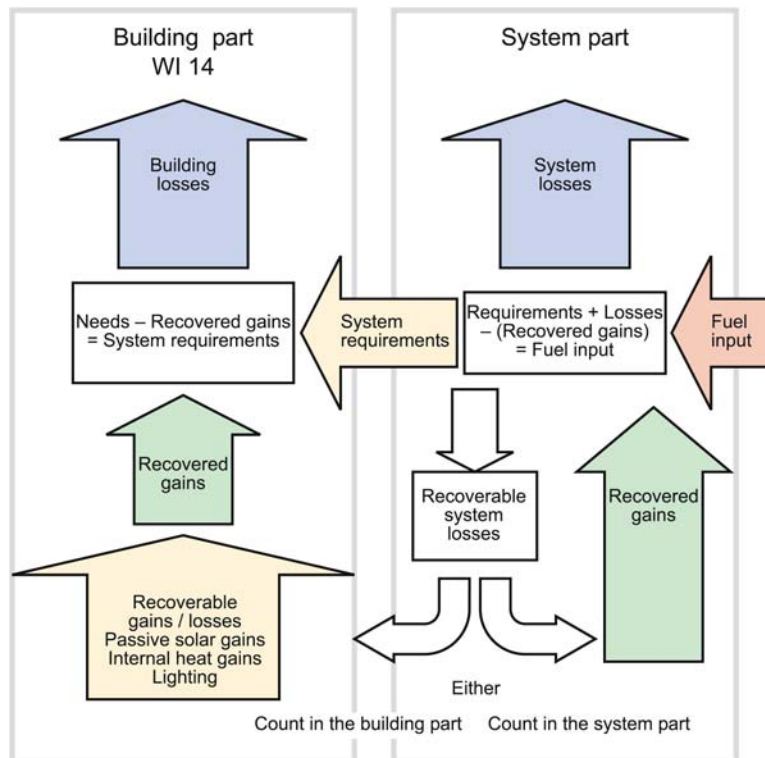 Building part
WI 14
System part
Building
losses
System
losses
Needs – Recovered gains
= System requirements
System
requirements
Requirements + Losses
– (Recovered gains)
= Fuel input
Fuel
input
Recovered
gains
Recoverable
system
losses
Recovered
gains
Recoverable
gains / losses
Passive solar gains
Internal heat gains
Lighting
Either
Count in the building part
Count in the system part